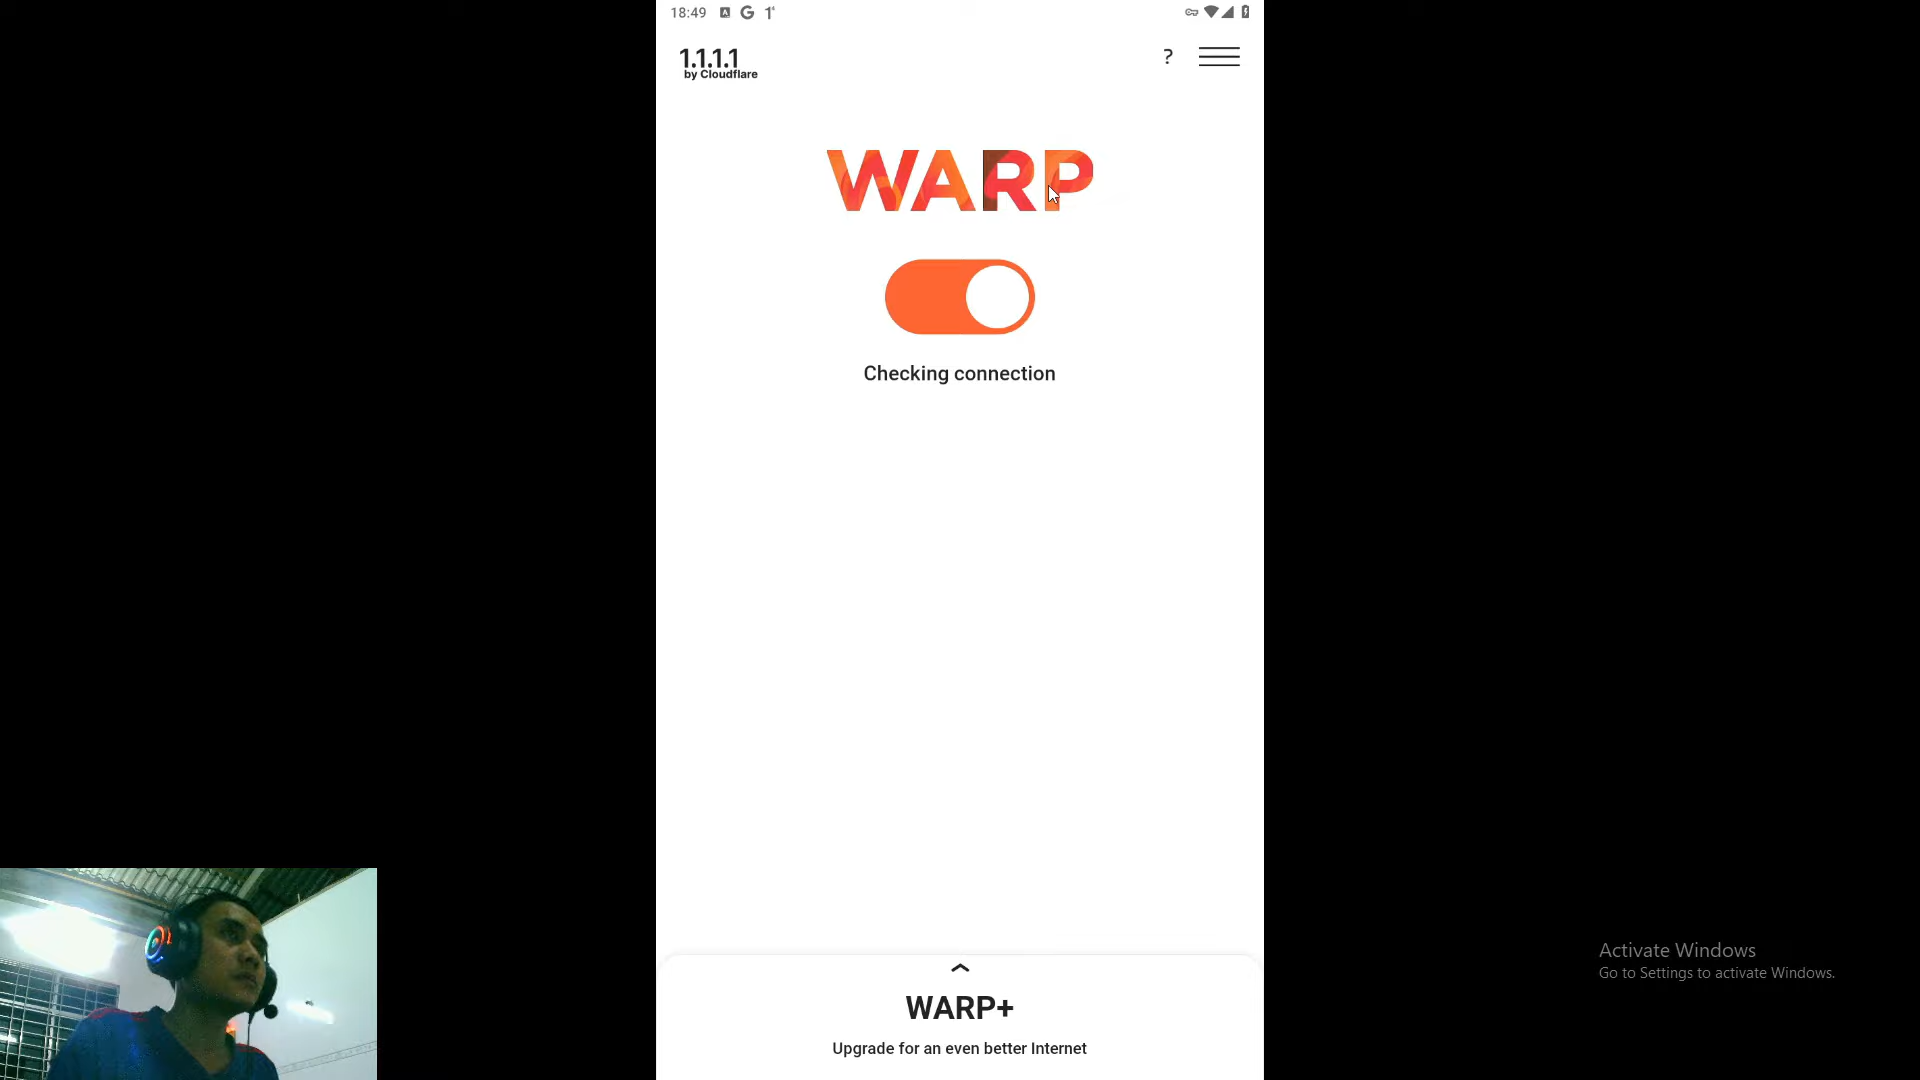 18:49
1.1.1.1
by Cloudflare
?
WARP
Checking connection
WARP+
Upgrade for an even better Internet
Activate Windows
Go to Settings to activate Windows.